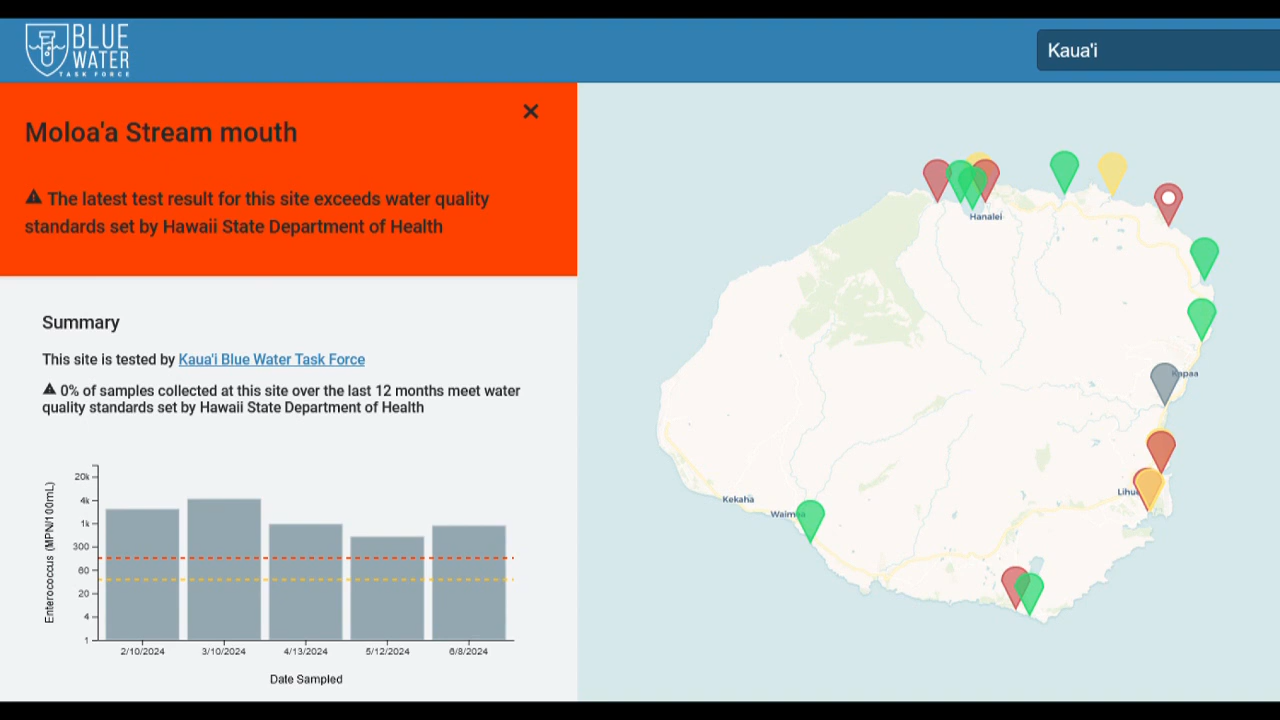 BLUE
WATER
TASK FORCE
Kaua'i
Moloa'a Stream mouth
The latest test result for this site exceeds water quality
standards set by Hawaii State Department of Health
Summary
This site is tested by Kaua'i Blue Water Task Force
0% of samples collected at this site over the last 12 months meet water
quality standards set by Hawaii State Department of Health
Enterococcus (MPN/100mL)
20k
4k
1k
300
60
20
4
1
2/10/2024
3/10/2024
4/13/2024
5/12/2024
6/8/2024
Date Sampled
Hanalei
Kapaa
Lihue
Kekaha
Waimea